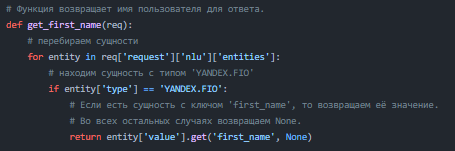 # Функция возвращает имя пользователя для ответа.
def get_first_name(req):
    # перебираем сущности
    for entity in req['request']['nlu']['entities']:
        # находим сущность с типом 'YANDEX.FIO'
        if entity['type'] == 'YANDEX.FIO':
            # Если есть сущность с ключом 'first_name', то возвращаем её значение.
            # Во всех остальных случаях возвращаем None.
            return entity['value'].get('first_name', None)